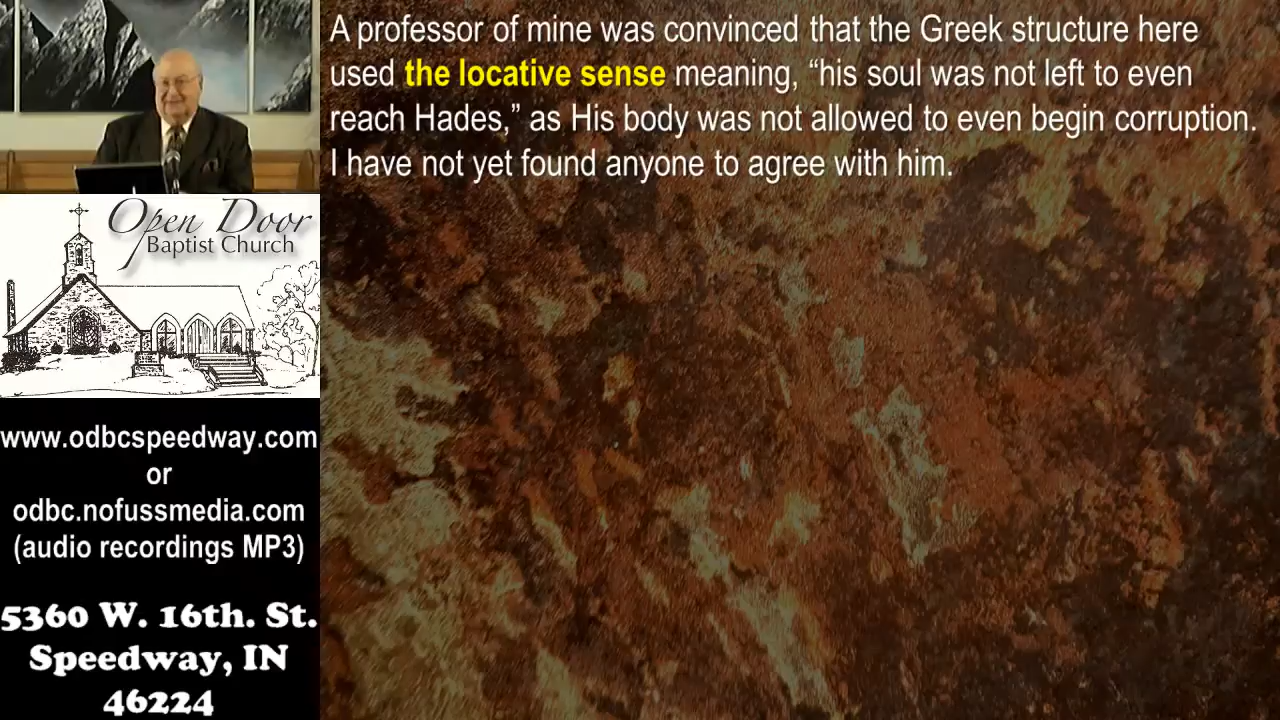 A professor of mine was convinced that the Greek structure here
used the locative sense meaning, “his soul was not left to even
reach Hades,” as His body was not allowed to even begin corruption.
I have not yet found anyone to agree with him.
Open Door
Baptist Church
www.odbcspeedway.com
or
odbc.nofussmedia.com
(audio recordings MP3)
5360 W. 16th. St.
Speedway, IN
46224